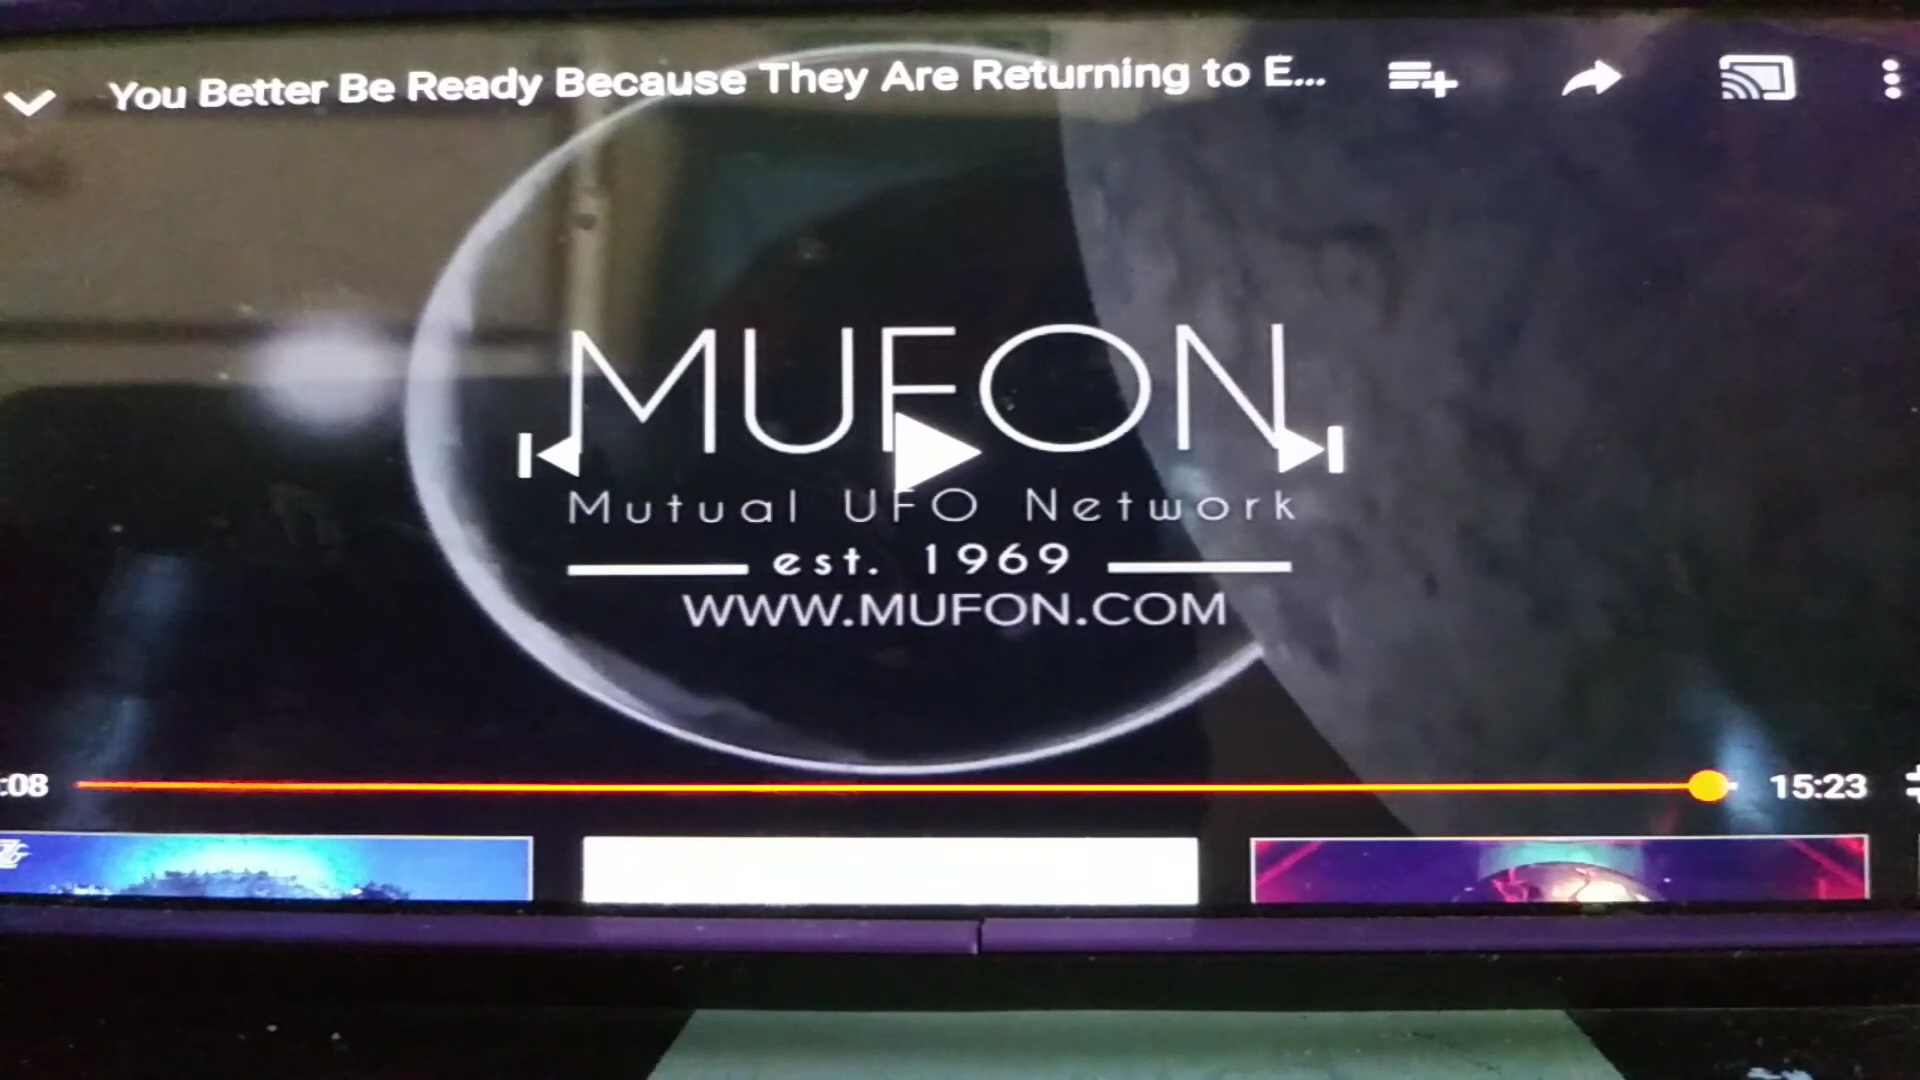 You Better Be Ready Because They Are Returning to E...
MUFON
Mutual UFO Network
est. 1969
WWW.MUFON.COM
:08
15:23